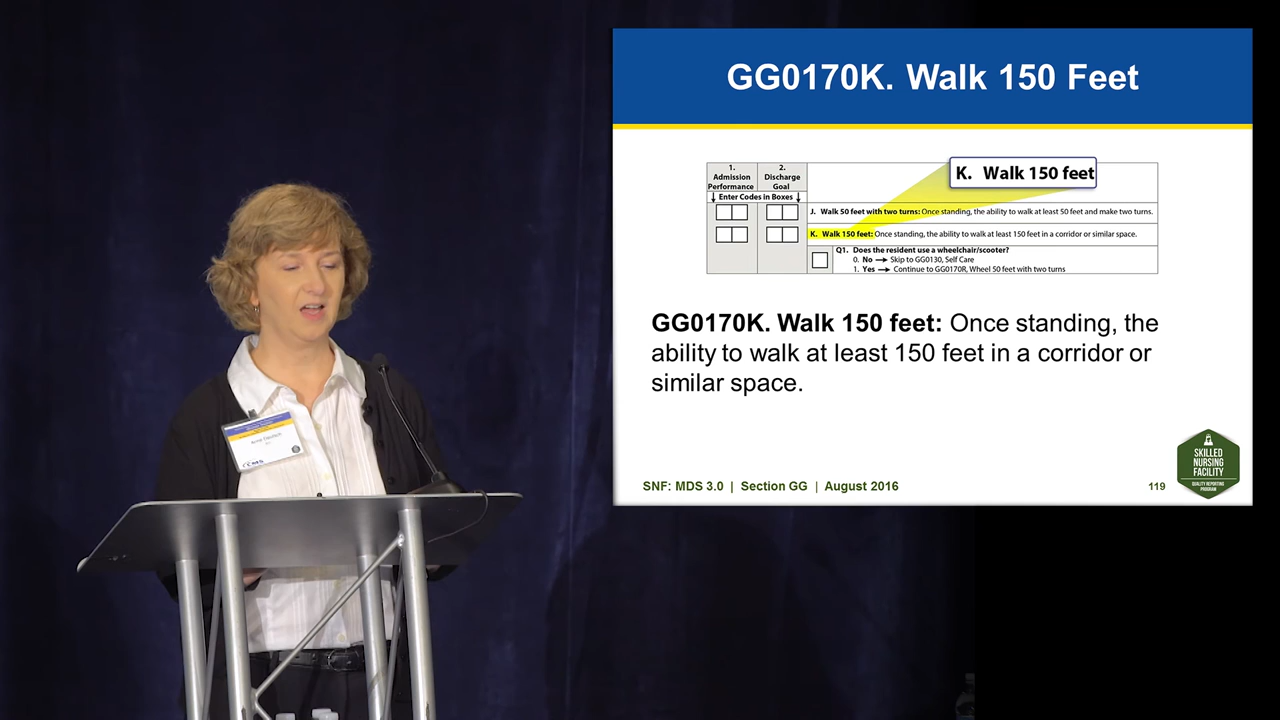 GG0170K. Walk 150 Feet
K. Walk 150 feet
1.
Admission
Performance
2.
Discharge
Goal
Enter Codes in Boxes
J. Walk 50 feet with two turns: Once standing, the ability to walk at least 50 feet and make two turns.
K. Walk 150 feet: Once standing, the ability to walk at least 150 feet in a corridor or similar space.
Q1. Does the resident use a wheelchair/scooter?
0. No → Skip to GG0130, Self Care
1. Yes → Continue to GG0170R, Wheel 50 feet with two turns
GG0170K. Walk 150 feet: Once standing, the
ability to walk at least 150 feet in a corridor or
similar space.
SNF: MDS 3.0 | Section GG | August 2016
119
SKILLED
NURSING
FACILITY
QUALITY REPORTING
PROGRAM
CMS